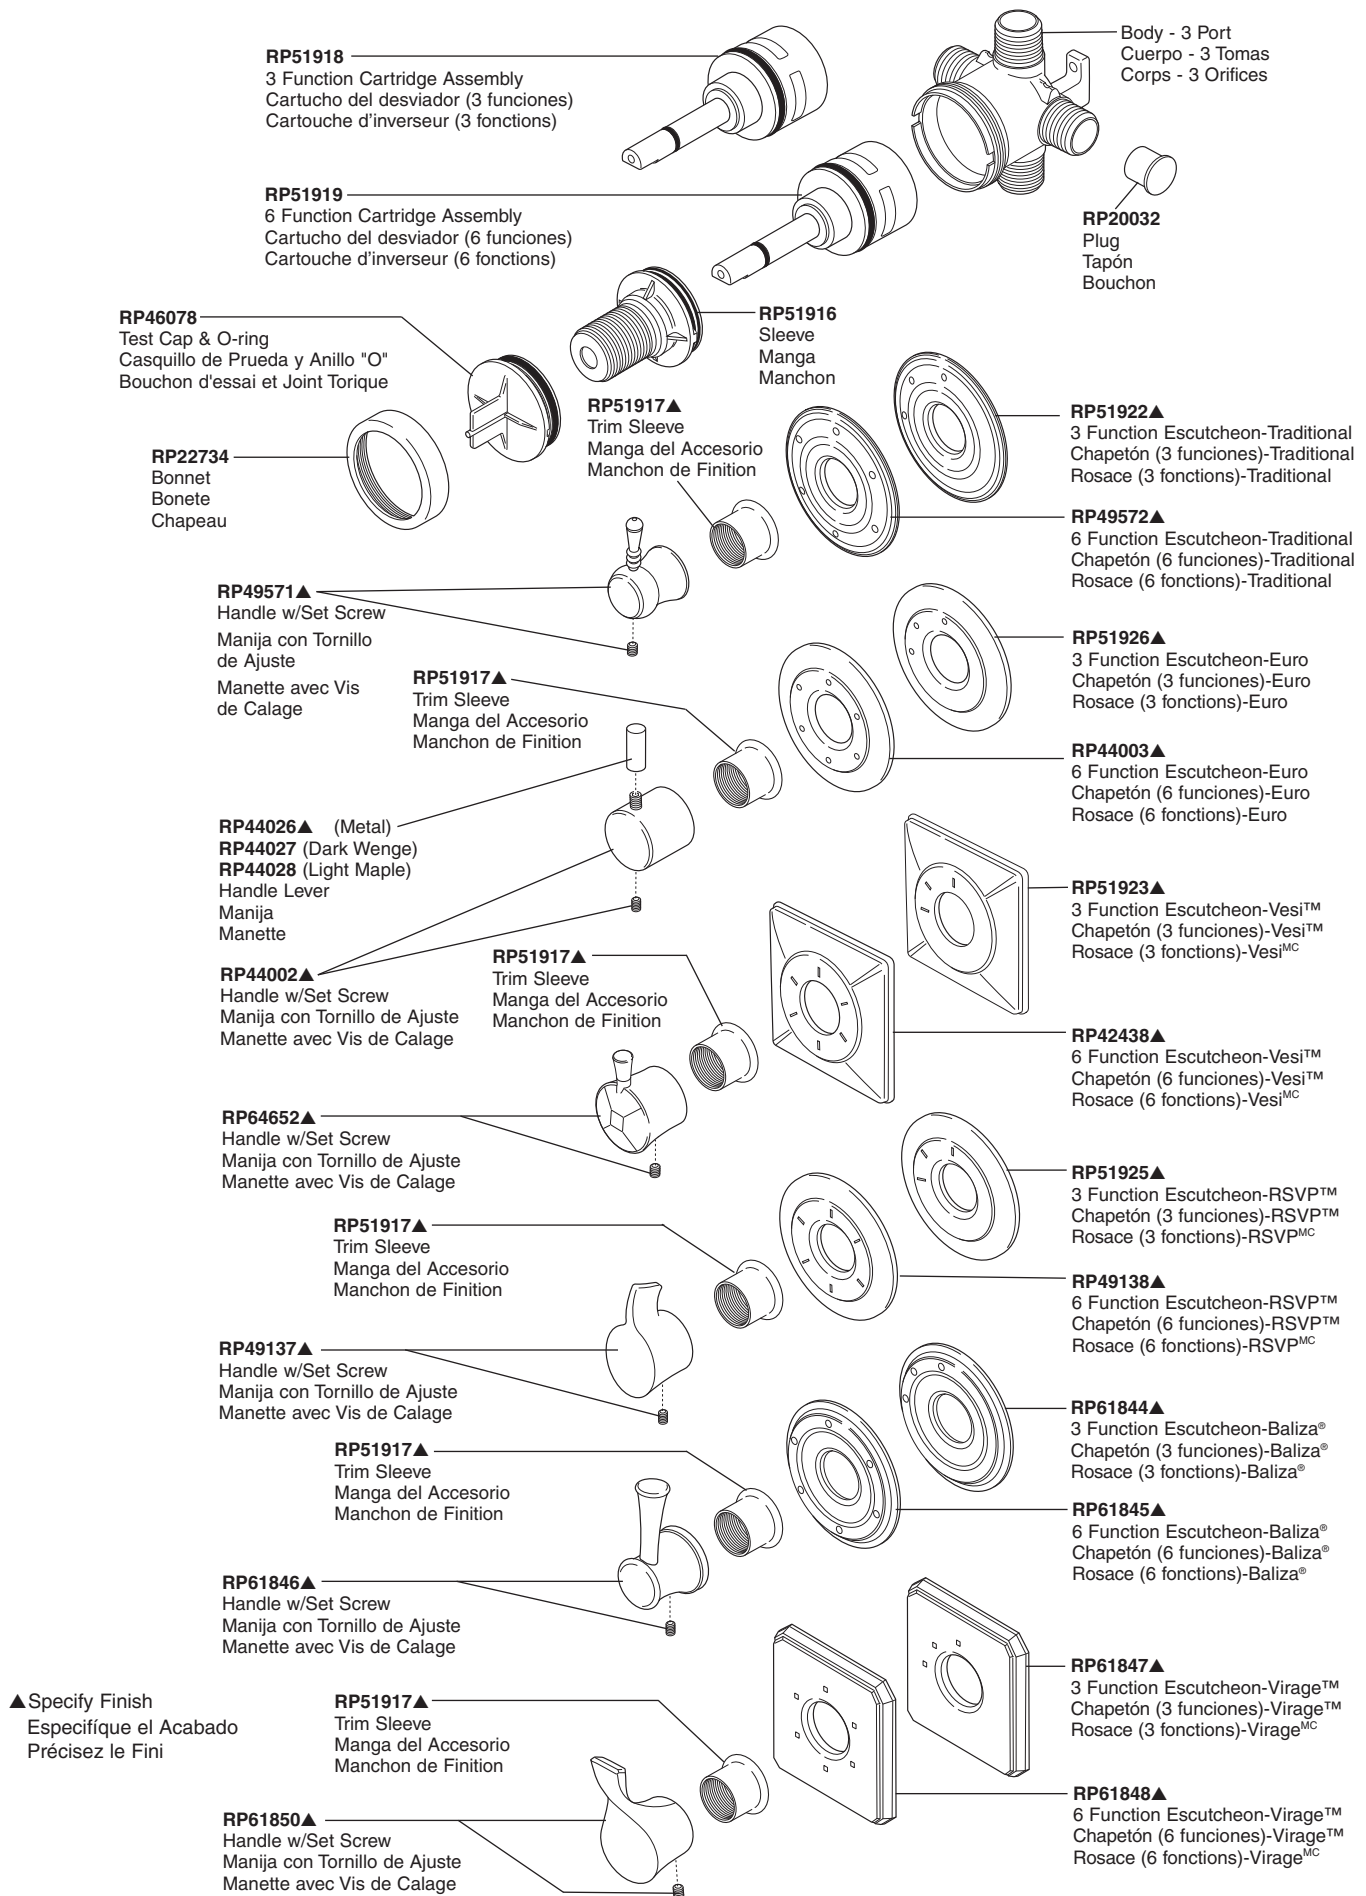 RP51918
3 Function Cartridge Assembly
Cartucho del desviador (3 funciones)
Cartouche d'inverseur (3 fonctions)
Body - 3 Port
Cuerpo - 3 Tomas
Corps - 3 Orifices
RP51919
6 Function Cartridge Assembly
Cartucho del desviador (6 funciones)
Cartouche d'inverseur (6 fonctions)
RP20032
Plug
Tapón
Bouchon
RP46078
Test Cap & O-ring
Casquillo de Prueda y Anillo "O"
Bouchon d'essai et Joint Torique
RP51916
Sleeve
Manga
Manchon
RP22734
Bonnet
Bonete
Chapeau
RP51917▲
Trim Sleeve
Manga del Accesorio
Manchon de Finition
RP51922▲
3 Function Escutcheon-Traditional
Chapetón (3 funciones)-Traditional
Rosace (3 fonctions)-Traditional
RP49572▲
6 Function Escutcheon-Traditional
Chapetón (6 funciones)-Traditional
Rosace (6 fonctions)-Traditional
RP49571▲
Handle w/Set Screw
Manija con Tornillo
de Ajuste
Manette avec Vis
de Calage
RP51917▲
Trim Sleeve
Manga del Accesorio
Manchon de Finition
RP51926▲
3 Function Escutcheon-Euro
Chapetón (3 funciones)-Euro
Rosace (3 fonctions)-Euro
RP44003▲
6 Function Escutcheon-Euro
Chapetón (6 funciones)-Euro
Rosace (6 fonctions)-Euro
RP44026▲ (Metal)
RP44027 (Dark Wenge)
RP44028 (Light Maple)
Handle Lever
Manija
Manette
RP44002▲
Handle w/Set Screw
Manija con Tornillo de Ajuste
Manette avec Vis de Calage
RP51917▲
Trim Sleeve
Manga del Accesorio
Manchon de Finition
RP51923▲
3 Function Escutcheon-Vesi™
Chapetón (3 funciones)-Vesi™
Rosace (3 fonctions)-Vesi MC
RP42438▲
6 Function Escutcheon-Vesi™
Chapetón (6 funciones)-Vesi™
Rosace (6 fonctions)-Vesi MC
RP64652▲
Handle w/Set Screw
Manija con Tornillo de Ajuste
Manette avec Vis de Calage
RP51917▲
Trim Sleeve
Manga del Accesorio
Manchon de Finition
RP51925▲
3 Function Escutcheon-RSVP™
Chapetón (3 funciones)-RSVP™
Rosace (3 fonctions)-RSVP MC
RP49138▲
6 Function Escutcheon-RSVP™
Chapetón (6 funciones)-RSVP™
Rosace (6 fonctions)-RSVP MC
RP49137▲
Handle w/Set Screw
Manija con Tornillo de Ajuste
Manette avec Vis de Calage
RP51917▲
Trim Sleeve
Manga del Accesorio
Manchon de Finition
RP61844▲
3 Function Escutcheon-Baliza®
Chapetón (3 funciones)-Baliza®
Rosace (3 fonctions)-Baliza®
RP61845▲
6 Function Escutcheon-Baliza®
Chapetón (6 funciones)-Baliza®
Rosace (6 fonctions)-Baliza®
RP61846▲
Handle w/Set Screw
Manija con Tornillo de Ajuste
Manette avec Vis de Calage
▲Specify Finish
Especifíque el Acabado
Précisez le Fini
RP51917▲
Trim Sleeve
Manga del Accesorio
Manchon de Finition
RP61847▲
3 Function Escutcheon-Virage™
Chapetón (3 funciones)-Virage™
Rosace (3 fonctions)-Virage MC
RP61848▲
6 Function Escutcheon-Virage™
Chapetón (6 funciones)-Virage™
Rosace (6 fonctions)-Virage MC
RP61850▲
Handle w/Set Screw
Manija con Tornillo de Ajuste
Manette avec Vis de Calage